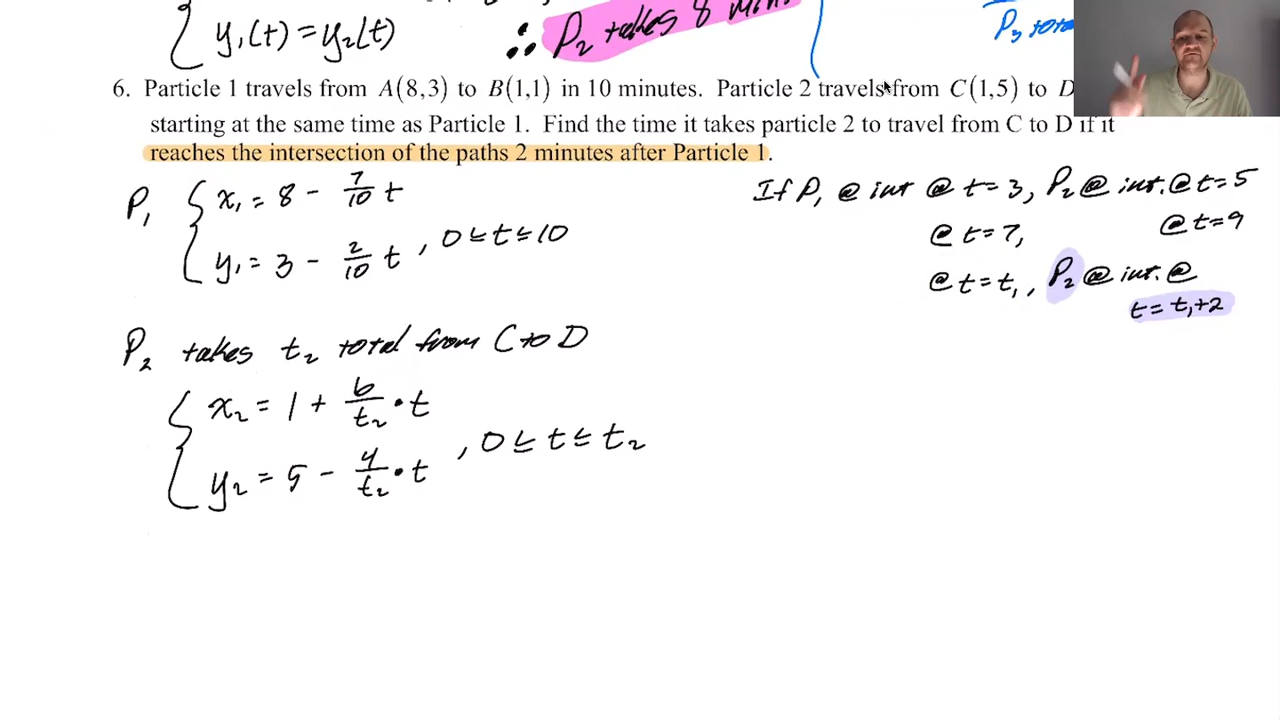 y₁(t) = y₂(t)
∴ P₂ takes 8
P₃ total
6. Particle 1 travels from A(8,3) to B(1,1) in 10 minutes. Particle 2 travels from C(1,5) to D
starting at the same time as Particle 1. Find the time it takes particle 2 to travel from C to D if it
reaches the intersection of the paths 2 minutes after Particle 1.
P₁ { x₁ = 8 - 7/10 t
y₁ = 3 - 2/10 t , 0 ≤ t ≤ 10
If P₁ @ int @ t=3, P₂ @ int. @ t=5
@ t=7, @ t=9
@ t=t₁, P₂ @ int. @
t = t₁+2
P₂ takes t₂ total from C to D
{ x₂ = 1 + 6/t₂ · t
y₂ = 5 - 4/t₂ · t , 0 ≤ t ≤ t₂